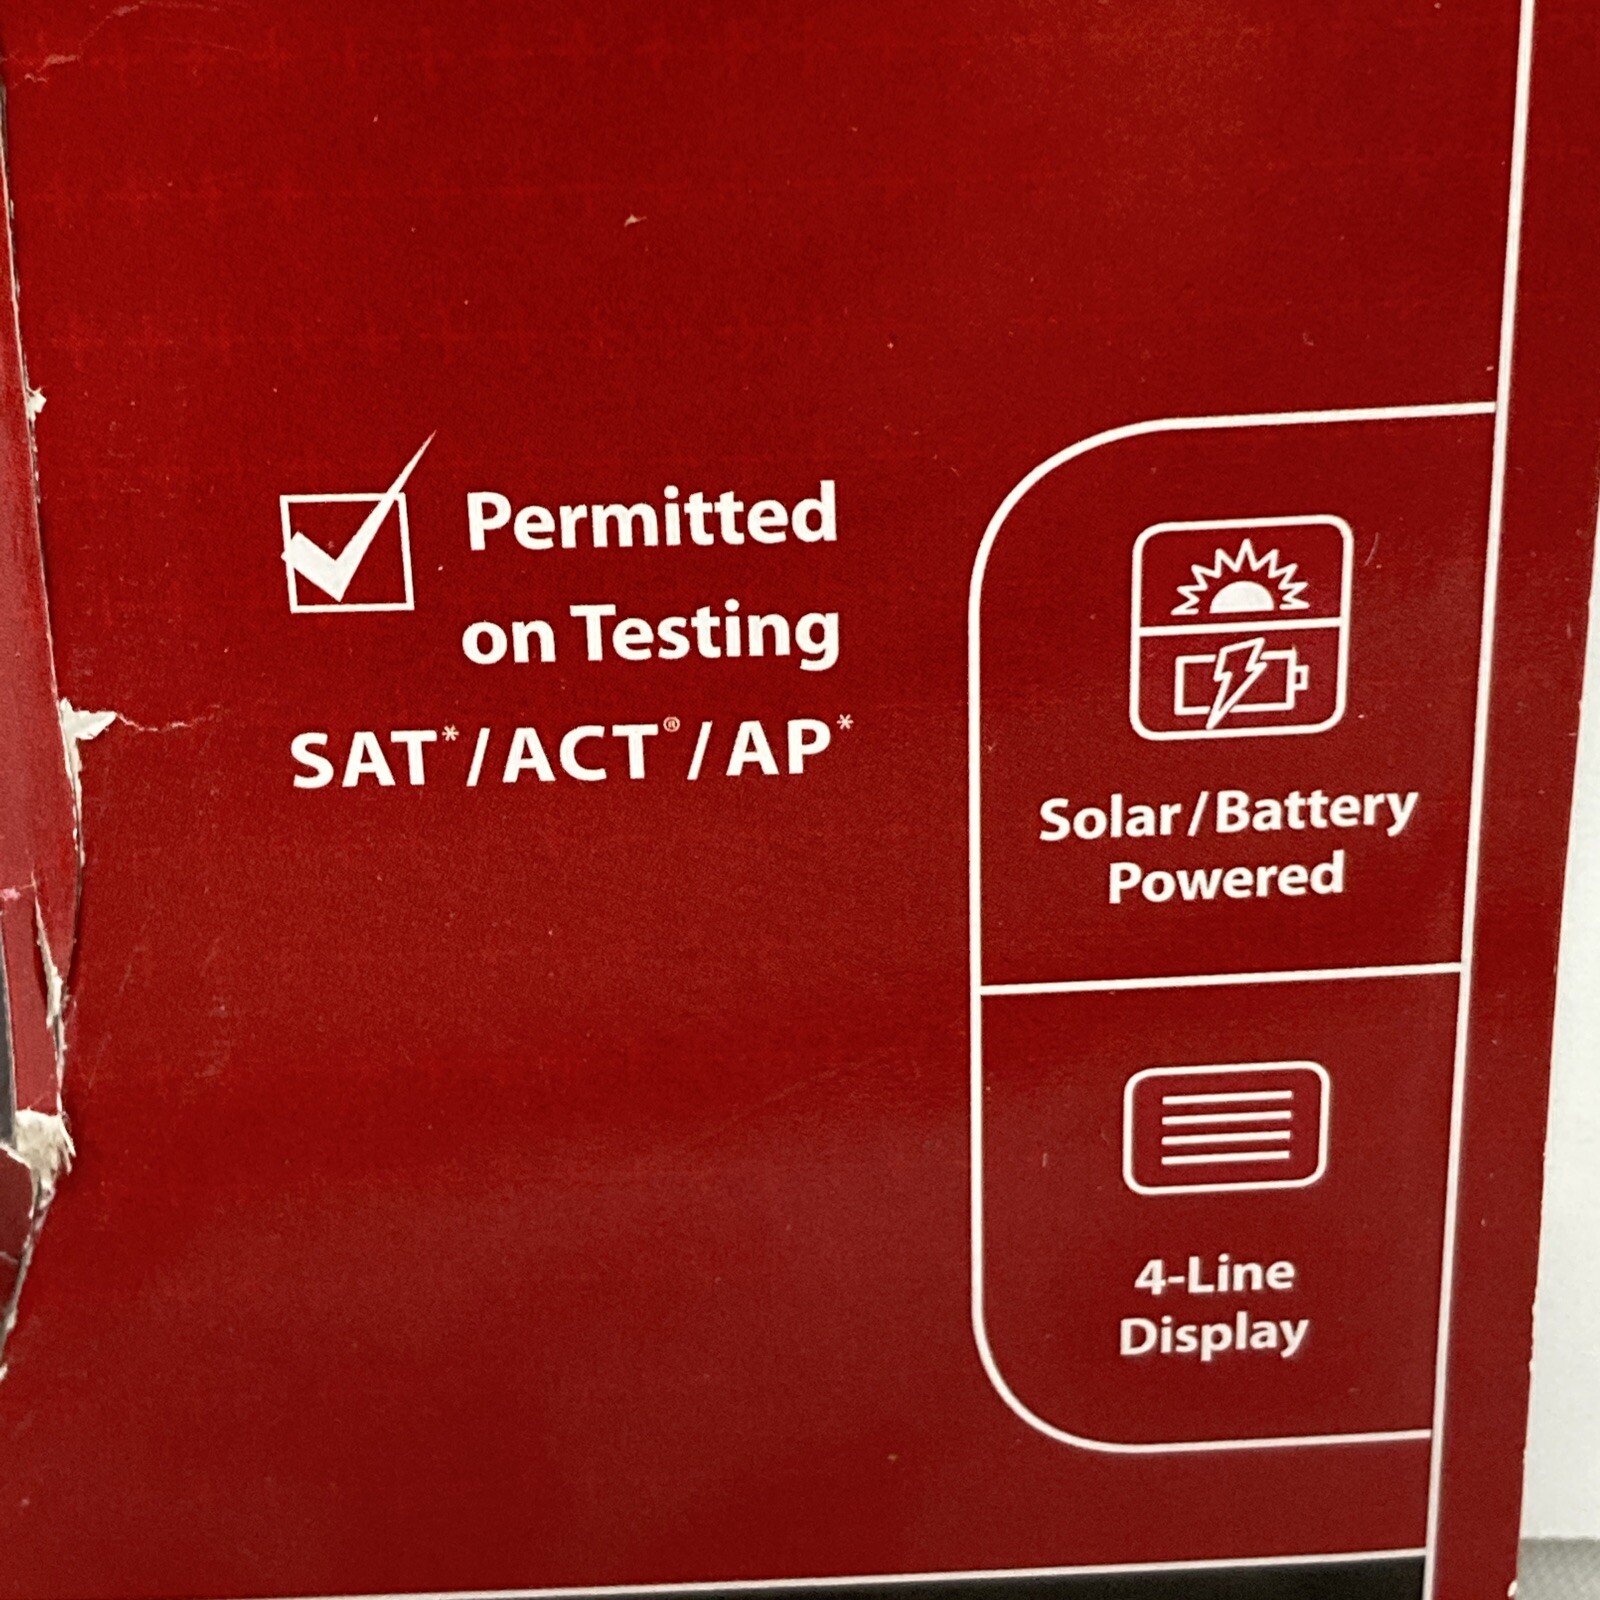 Permitted
on Testing
SAT*/ACT®/AP*
Solar/Battery
Powered
4-Line
Display